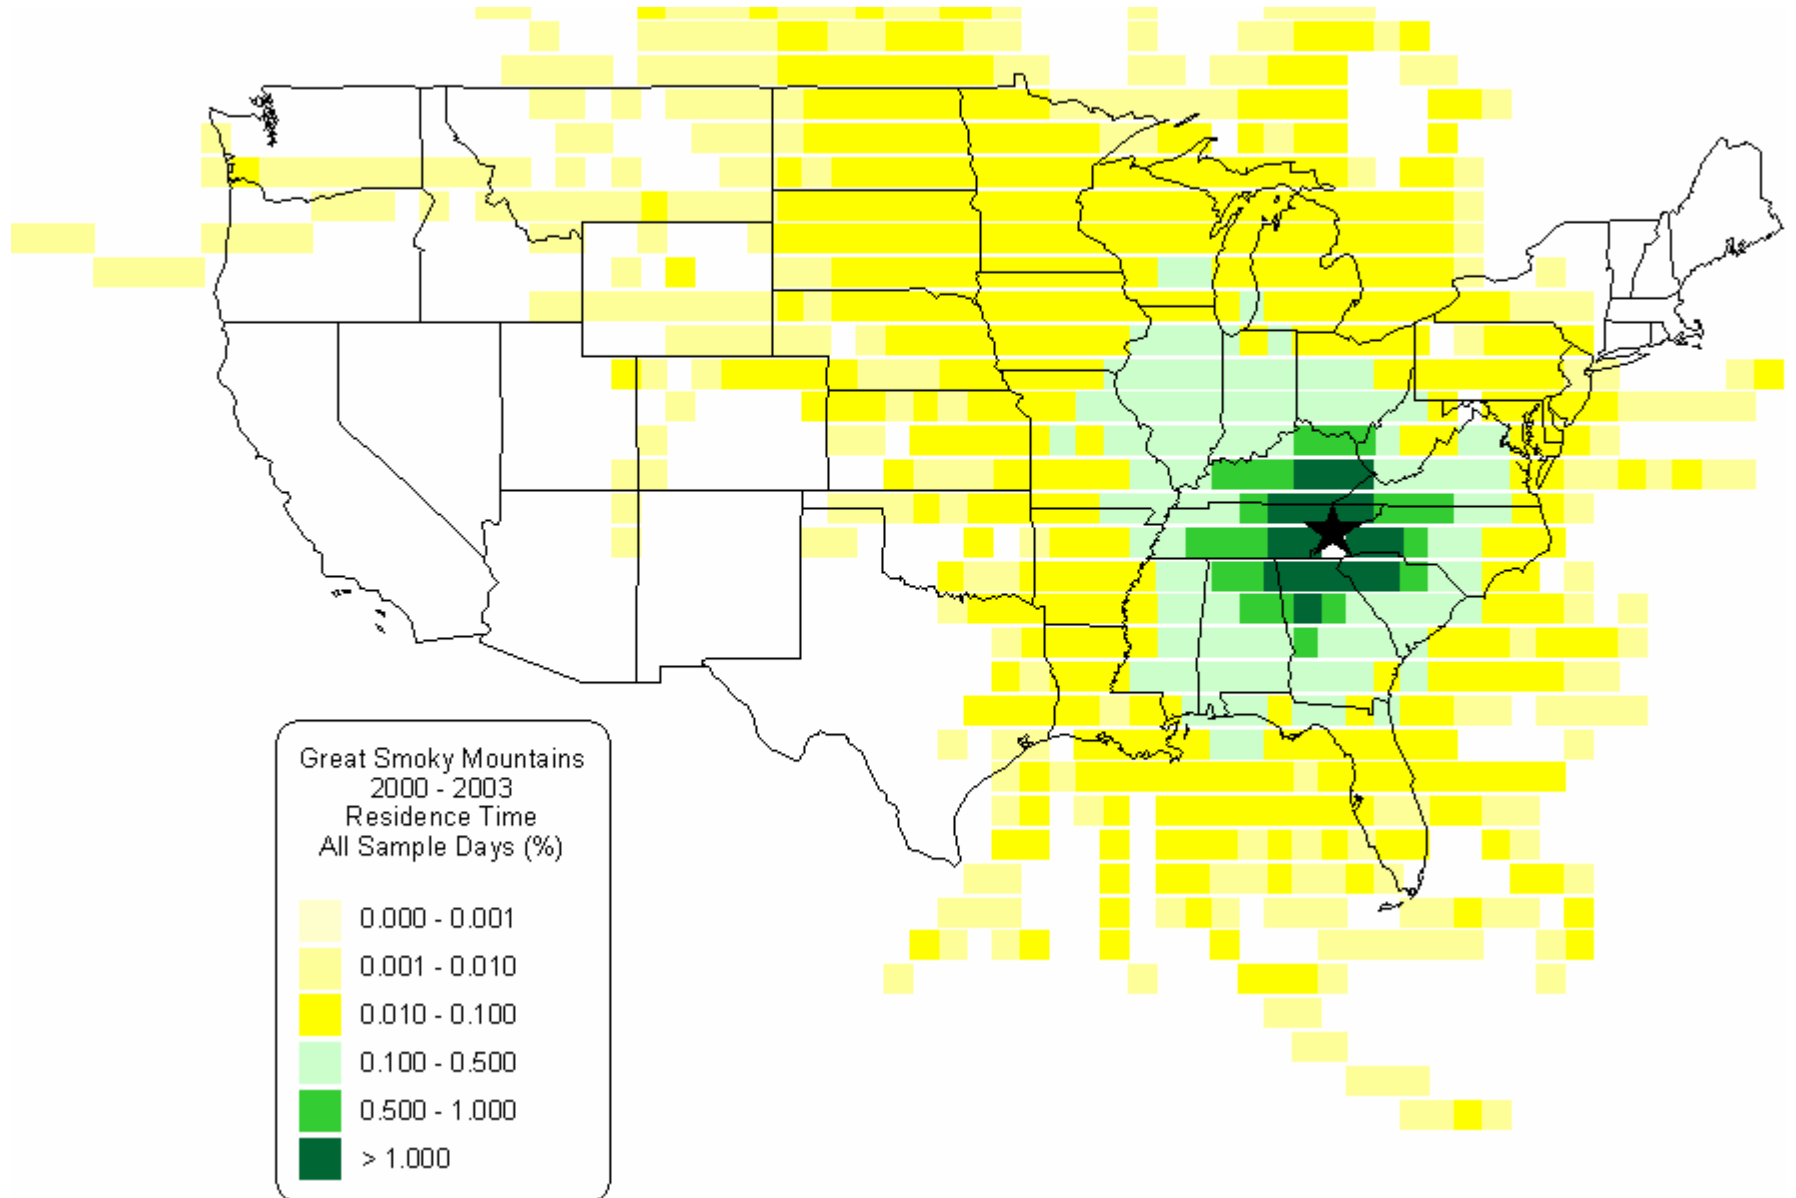 Great Smoky Mountains
2000 - 2003
Residence Time
All Sample Days (%)
0.000 - 0.001
0.001 - 0.010
0.010 - 0.100
0.100 - 0.500
0.500 - 1.000
> 1.000